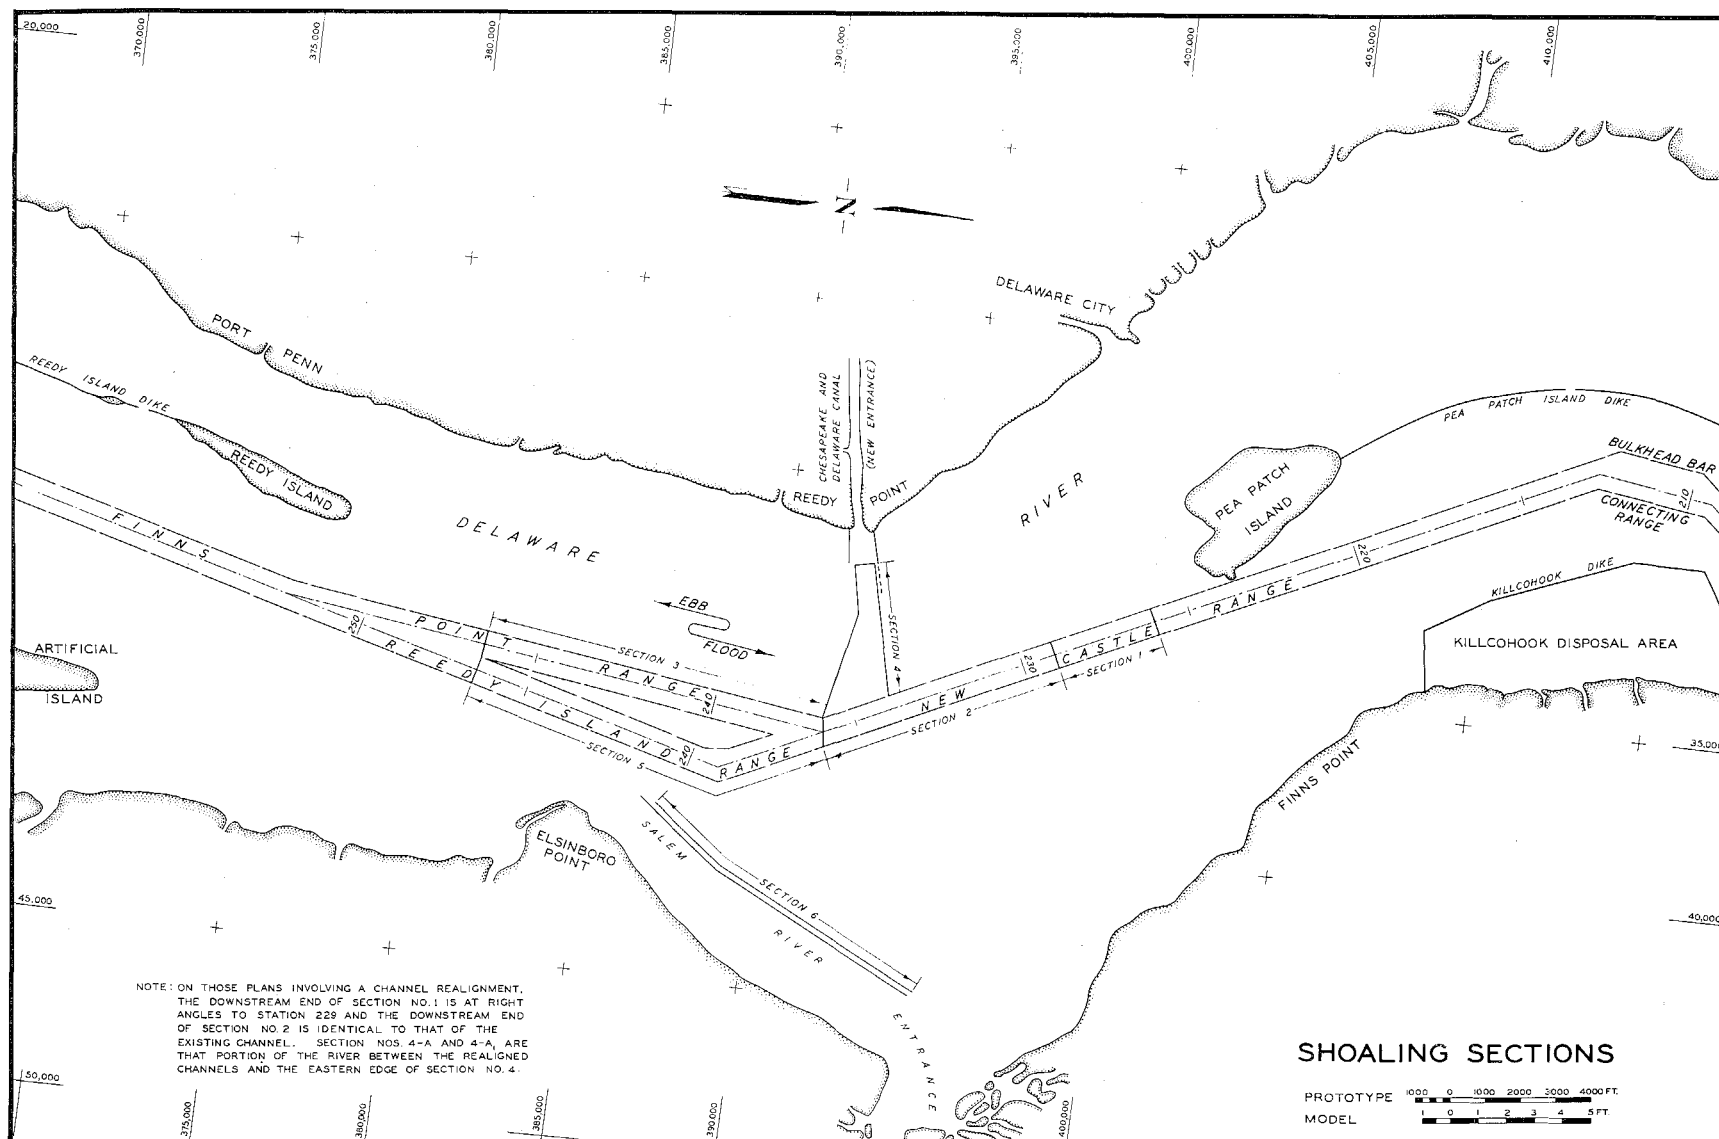 20,000
370,000
375,000
380,000
385,000
390,000
395,000
400,000
405,000
410,000
N
DELAWARE CITY
PORT
PENN
REEDY ISLAND DIKE
REEDY ISLAND
CHESAPEAKE AND
DELAWARE CANAL
(NEW ENTRANCE)
REEDY POINT
DELAWARE
RIVER
PEA PATCH
ISLAND
PEA PATCH ISLAND DIKE
BULKHEAD BAR
210
CONNECTING
RANGE
KILLCOHOOK DIKE
KILLCOHOOK DISPOSAL AREA
220
NEW CASTLE RANGE
SECTION 1
230
SECTION 2
SECTION 4
EBB
FLOOD
FINNS POINT RANGE
SECTION 3
240
250
REEDY ISLAND RANGE
240
SECTION 5
ARTIFICIAL
ISLAND
ELSINBORO
POINT
SALEM RIVER ENTRANCE
SECTION 6
FINNS POINT
35,000
40,000
45,000
50,000
NOTE: ON THOSE PLANS INVOLVING A CHANNEL REALIGNMENT,
THE DOWNSTREAM END OF SECTION NO. 1 IS AT RIGHT
ANGLES TO STATION 229 AND THE DOWNSTREAM END
OF SECTION NO. 2 IS IDENTICAL TO THAT OF THE
EXISTING CHANNEL. SECTION NOS. 4-A AND 4-A₁ ARE
THAT PORTION OF THE RIVER BETWEEN THE REALIGNED
CHANNELS AND THE EASTERN EDGE OF SECTION NO. 4.
375,000
380,000
385,000
390,000
400,000
SHOALING SECTIONS
PROTOTYPE 1000 0 1000 2000 3000 4000 FT.
MODEL 1 0 1 2 3 4 5 FT.